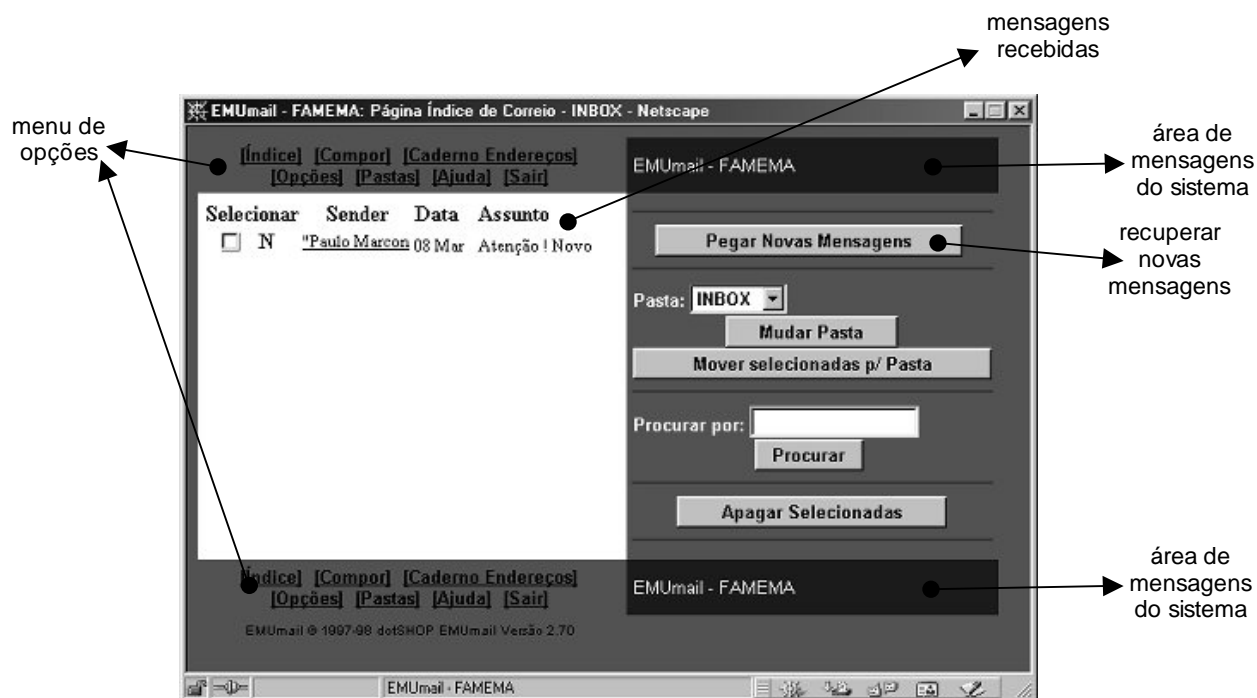 mensagens
recebidas
EMUmail - FAMEMA: Página Índice de Correio - INBOX - Netscape
menu de
opções
[Índice] [Compor] [Caderno Endereços]
[Opções] [Pastas] [Ajuda] [Sair]
EMUmail - FAMEMA
área de
mensagens
do sistema
Selecionar Sender Data Assunto
N "Paulo Marcon 08 Mar Atenção ! Novo
Pegar Novas Mensagens
recuperar
novas
mensagens
Pasta: INBOX
Mudar Pasta
Mover selecionadas p/ Pasta
Procurar por:
Procurar
Apagar Selecionadas
[Índice] [Compor] [Caderno Endereços]
[Opções] [Pastas] [Ajuda] [Sair]
EMUmail - FAMEMA
área de
mensagens
do sistema
EMUmail © 1997-98 dotSHOP EMUmail Versão 2.70
EMUmail - FAMEMA